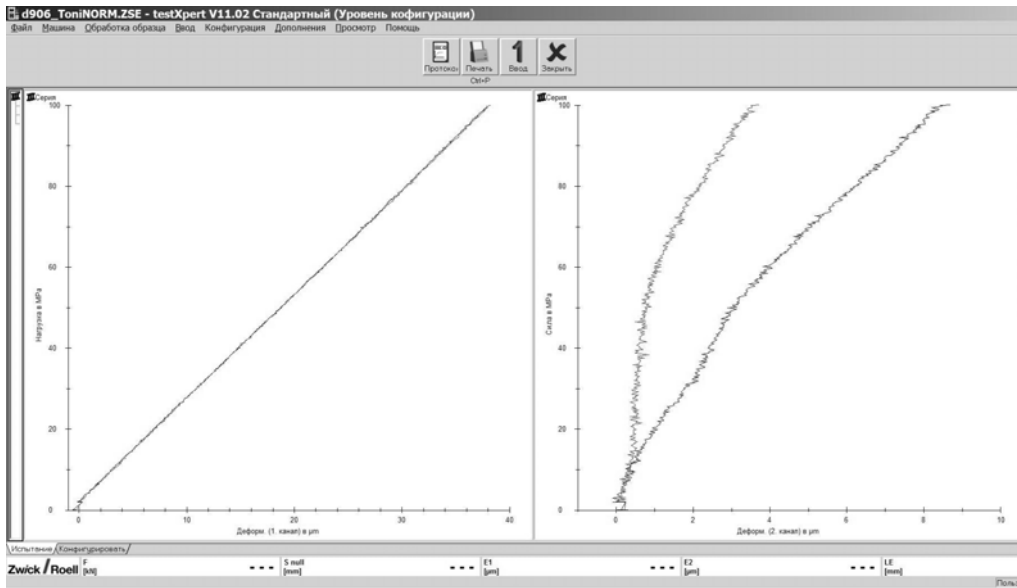 d906_ToniNORM.ZSE - testXpert V11.02 Стандартный (Уровень кофигурации)
Файл Машина Обработка образца Ввод Конфигурация Дополнения Просмотр Помощь
Протокол Печать Ввод Закрыть
Ctrl+P
Серия
100
80
60
40
20
0
Нагрузка в MPa
0 10 20 30 40
Деформ. (1. канал) в µm
Серия
100
80
60
40
20
0
Сила в MPa
0 2 4 6 8 10
Деформ. (2. канал) в µm
Испытание Конфигурировать
Zwick / Roell
F [kN] ---
S null [mm] ---
E1 [µm] ---
E2 [µm] ---
LE [mm]
Польз